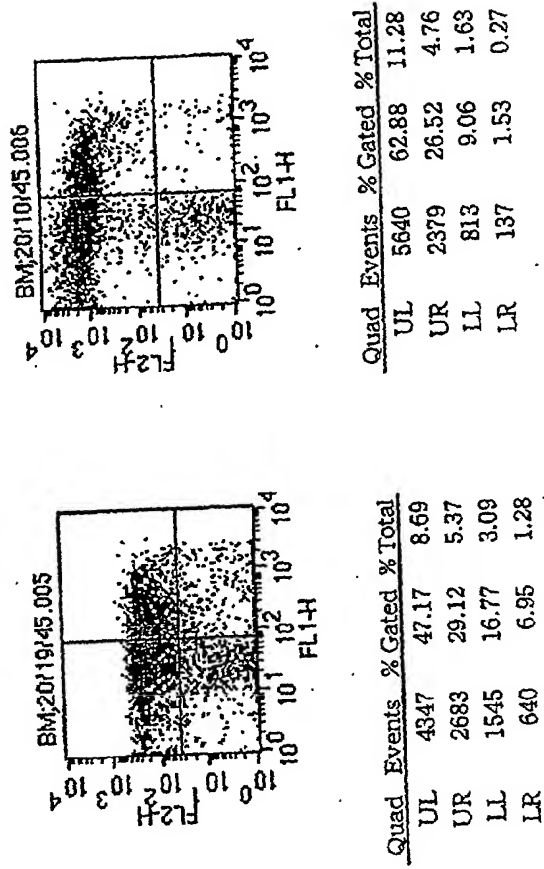 BM;20/19/45.005
10^4
10^3
10^2
10^1
10^0
FL2-H
10^0 10^1 10^2 10^3 10^4
FL1-H
Quad Events % Gated % Total
UL 4347 47.17 8.69
UR 2683 29.12 5.37
LL 1545 16.77 3.09
LR 640 6.95 1.28
BM;20/10/45.006
10^4
10^3
10^2
10^1
10^0
FL2-H
10^0 10^1 10^2 10^3 10^4
FL1-H
Quad Events % Gated % Total
UL 5640 62.88 11.28
UR 2379 26.52 4.76
LL 813 9.06 1.63
LR 137 1.53 0.27